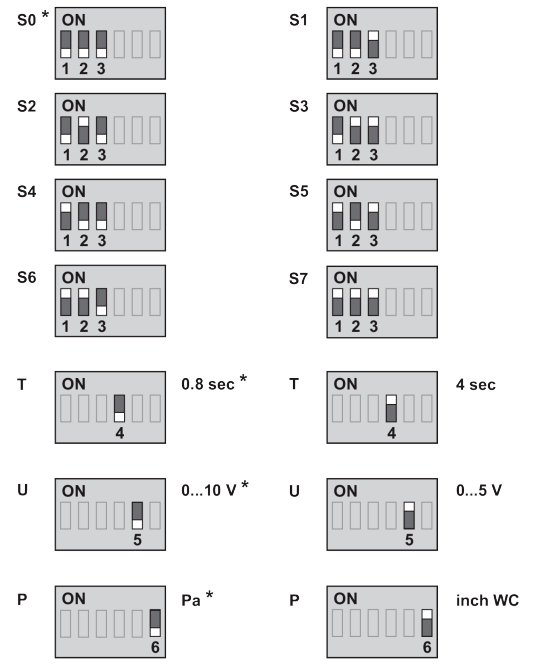 S0 * ON S1 ON
1 2 3 1 2 3
S2 ON S3 ON
1 2 3 1 2 3
S4 ON S5 ON
1 2 3 1 2 3
S6 ON S7 ON
1 2 3 1 2 3
T ON 0.8 sec * T ON 4 sec
4 4
U ON 0...10 V * U ON 0...5 V
5 5
P ON Pa * P ON inch WC
6 6